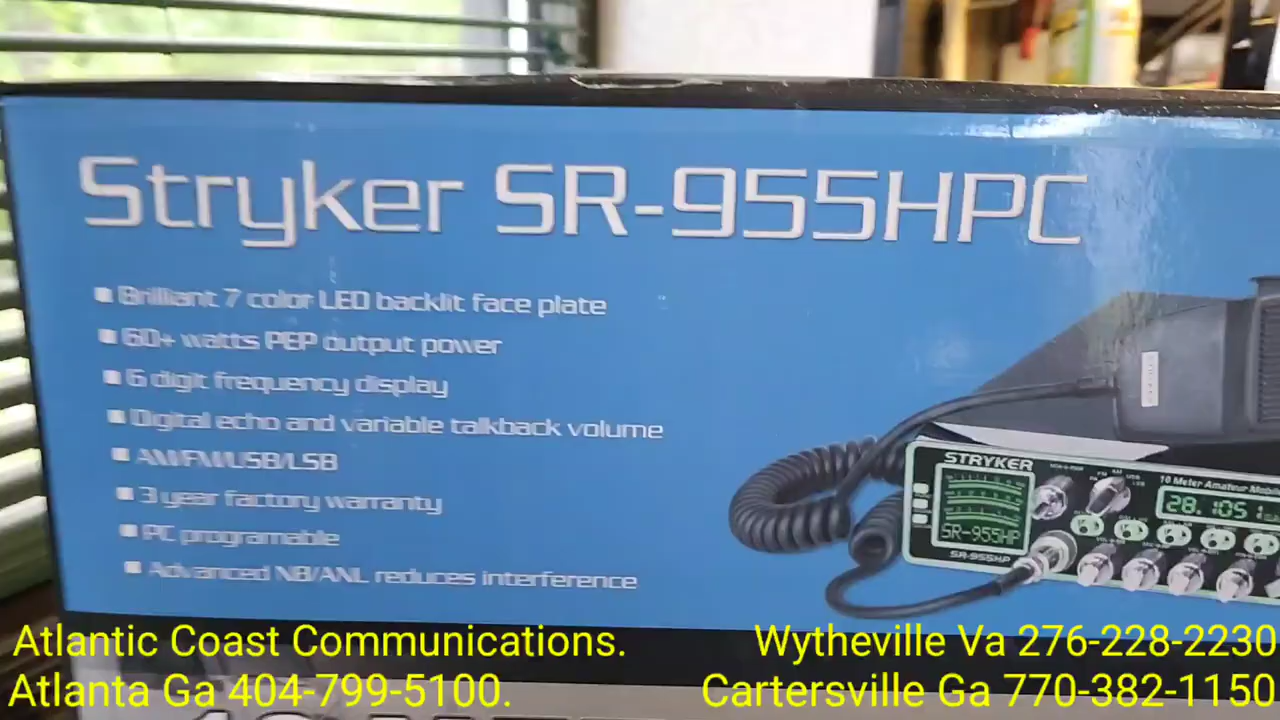 Stryker SR-955HPC
Brilliant 7 color LED backlit face plate
60+ watts PEP output power
6 digit frequency display
Digital echo and variable talkback volume
AM/FM/USB/LSB
3 year factory warranty
PC programable
Advanced NB/ANL reduces interference
STRYKER
10 Meter Amateur Mobil
28.105
SR-955HP
SR-955HP
Atlantic Coast Communications.
Wytheville Va 276-228-2230
Atlanta Ga 404-799-5100.
Cartersville Ga 770-382-1150